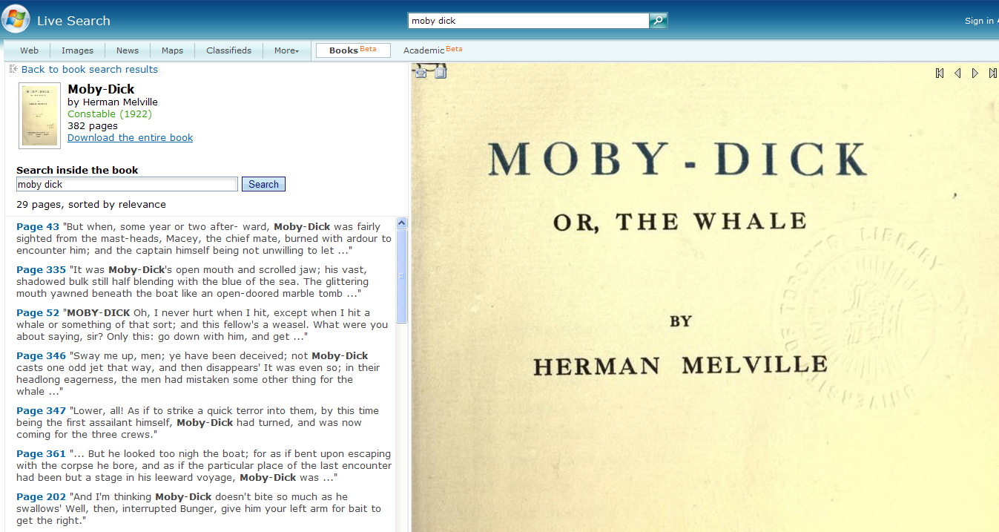 Live Search
moby dick
Sign in
Web Images News Maps Classifieds More Books Beta Academic Beta
Back to book search results
Moby-Dick
by Herman Melville
Constable (1922)
382 pages
Download the entire book
Search inside the book
moby dick Search
29 pages, sorted by relevance
Page 43 "But when, some year or two after- ward, Moby-Dick was fairly
sighted from the mast-heads, Macey, the chief mate, burned with ardour to
encounter him; and the captain himself being not unwilling to let ..."
Page 335 "It was Moby-Dick's open mouth and scrolled jaw; his vast,
shadowed bulk still half blending with the blue of the sea. The glittering
mouth yawned beneath the boat like an open-doored marble tomb ..."
Page 52 "MOBY-DICK Oh, I never hurt when I hit, except when I hit a
whale or something of that sort; and this fellow's a weasel. What were you
about saying, sir? Only this: go down with him, and get ..."
Page 346 "Sway me up, men; ye have been deceived; not Moby-Dick
casts one odd jet that way, and then disappears' It was even so; in their
headlong eagerness, the men had mistaken some other thing for the
whale ..."
Page 347 "Lower, all! As if to strike a quick terror into them, by this time
being the first assailant himself, Moby-Dick had turned, and was now
coming for the three crews."
Page 361 "... But he looked too nigh the boat; for as if bent upon escaping
with the corpse he bore, and as if the particular place of the last encounter
had been but a stage in his leeward voyage, Moby-Dick was ..."
Page 202 "And I'm thinking Moby-Dick doesn't bite so much as he
swallows' Well, then, interrupted Bunger, give him your left arm for bait to
get the right."
MOBY-DICK
OR, THE WHALE
BY
HERMAN MELVILLE
LIBRARY